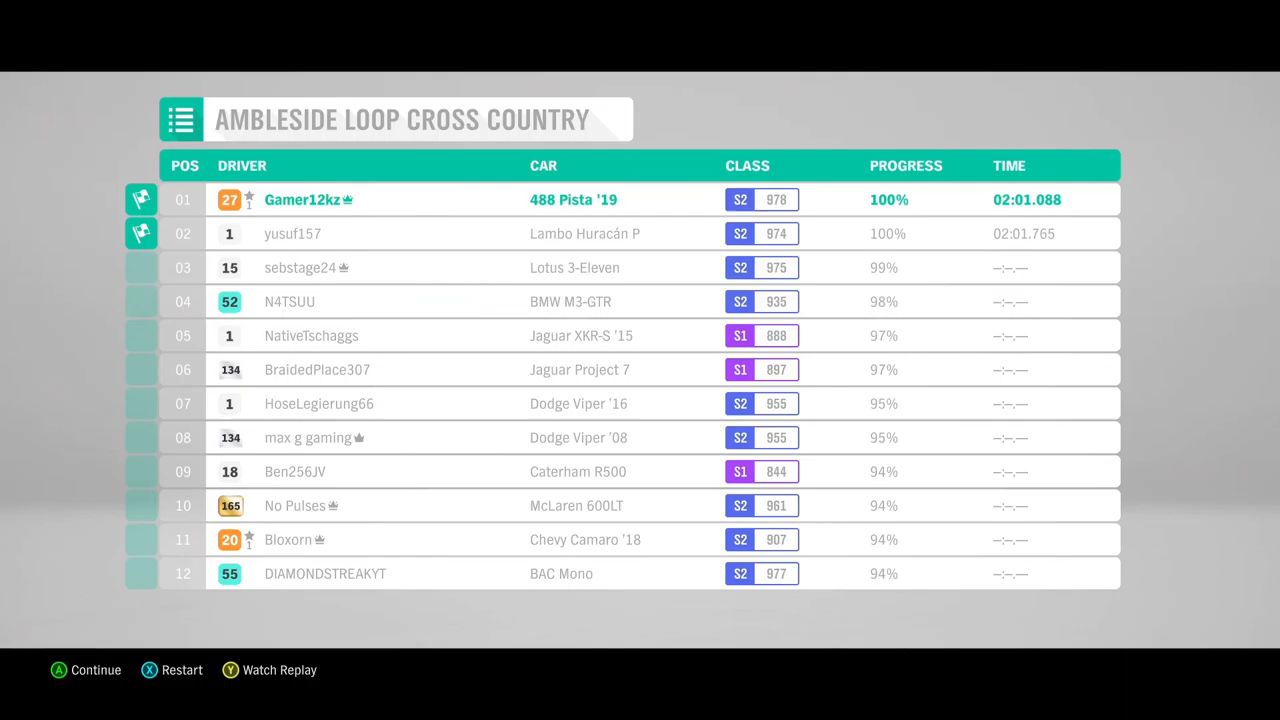 AMBLESIDE LOOP CROSS COUNTRY
POS DRIVER CAR CLASS PROGRESS TIME
01 27 1 Gamer12kz 488 Pista '19 S2 978 100% 02:01.088
02 1 yusuf157 Lambo Huracán P S2 974 100% 02:01.765
03 15 sebstage24 Lotus 3-Eleven S2 975 99% --:--.---
04 52 N4TSUU BMW M3-GTR S2 935 98% --:--.---
05 1 NativeTschaggs Jaguar XKR-S '15 S1 888 97% --:--.---
06 134 BraidedPlace307 Jaguar Project 7 S1 897 97% --:--.---
07 1 HoseLegierung66 Dodge Viper '16 S2 955 95% --:--.---
08 134 max g gaming Dodge Viper '08 S2 955 95% --:--.---
09 18 Ben256JV Caterham R500 S1 844 94% --:--.---
10 165 No Pulses McLaren 600LT S2 961 94% --:--.---
11 20 1 Bloxorn Chevy Camaro '18 S2 907 94% --:--.---
12 55 DIAMONDSTREAKYT BAC Mono S2 977 94% --:--.---
A Continue X Restart Y Watch Replay